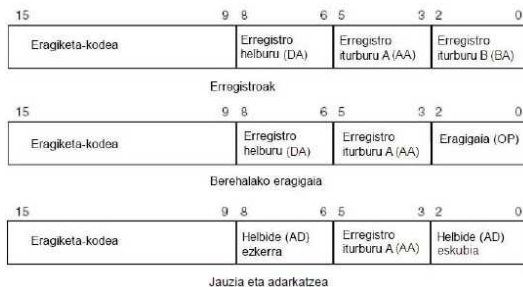 15 9 8 6 5 3 2 0
Eragiketa-kodea Erregistro helburu (DA) Erregistro iturburu A (AA) Erregistro iturburu B (BA)
Erregistroak
15 9 8 6 5 3 2 0
Eragiketa-kodea Erregistro helburu (DA) Erregistro iturburu A (AA) Eragigaia (OP)
Berehalako eragigaia
15 9 8 6 5 3 2 0
Eragiketa-kodea Helbide (AD) ezkerra Erregistro iturburu A (AA) Helbide (AD) eskubia
Jauzia eta adarkatzea